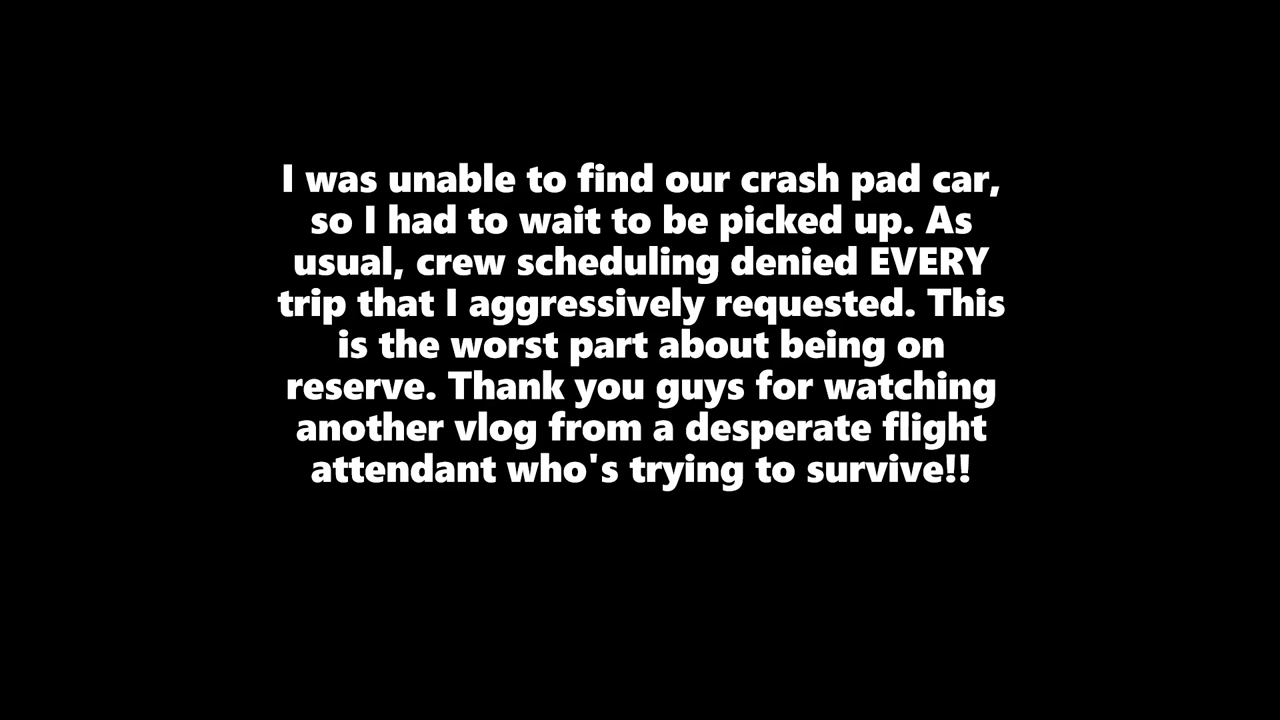 I was unable to find our crash pad car,
so I had to wait to be picked up. As
usual, crew scheduling denied EVERY
trip that I aggressively requested. This
is the worst part about being on
reserve. Thank you guys for watching
another vlog from a desperate flight
attendant who's trying to survive!!